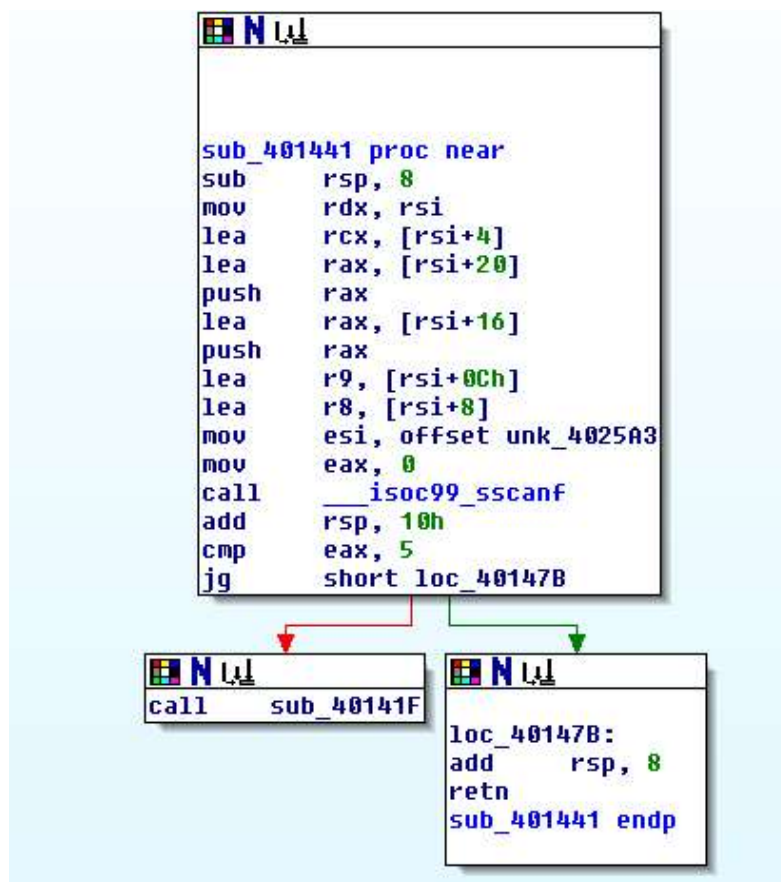 sub_401441 proc near
sub rsp, 8
mov rdx, rsi
lea rcx, [rsi+4]
lea rax, [rsi+20]
push rax
lea rax, [rsi+16]
push rax
lea r9, [rsi+0Ch]
lea r8, [rsi+8]
mov esi, offset unk_4025A3
mov eax, 0
call ___isoc99_sscanf
add rsp, 10h
cmp eax, 5
jg short loc_40147B
call sub_40141F
loc_40147B:
add rsp, 8
retn
sub_401441 endp